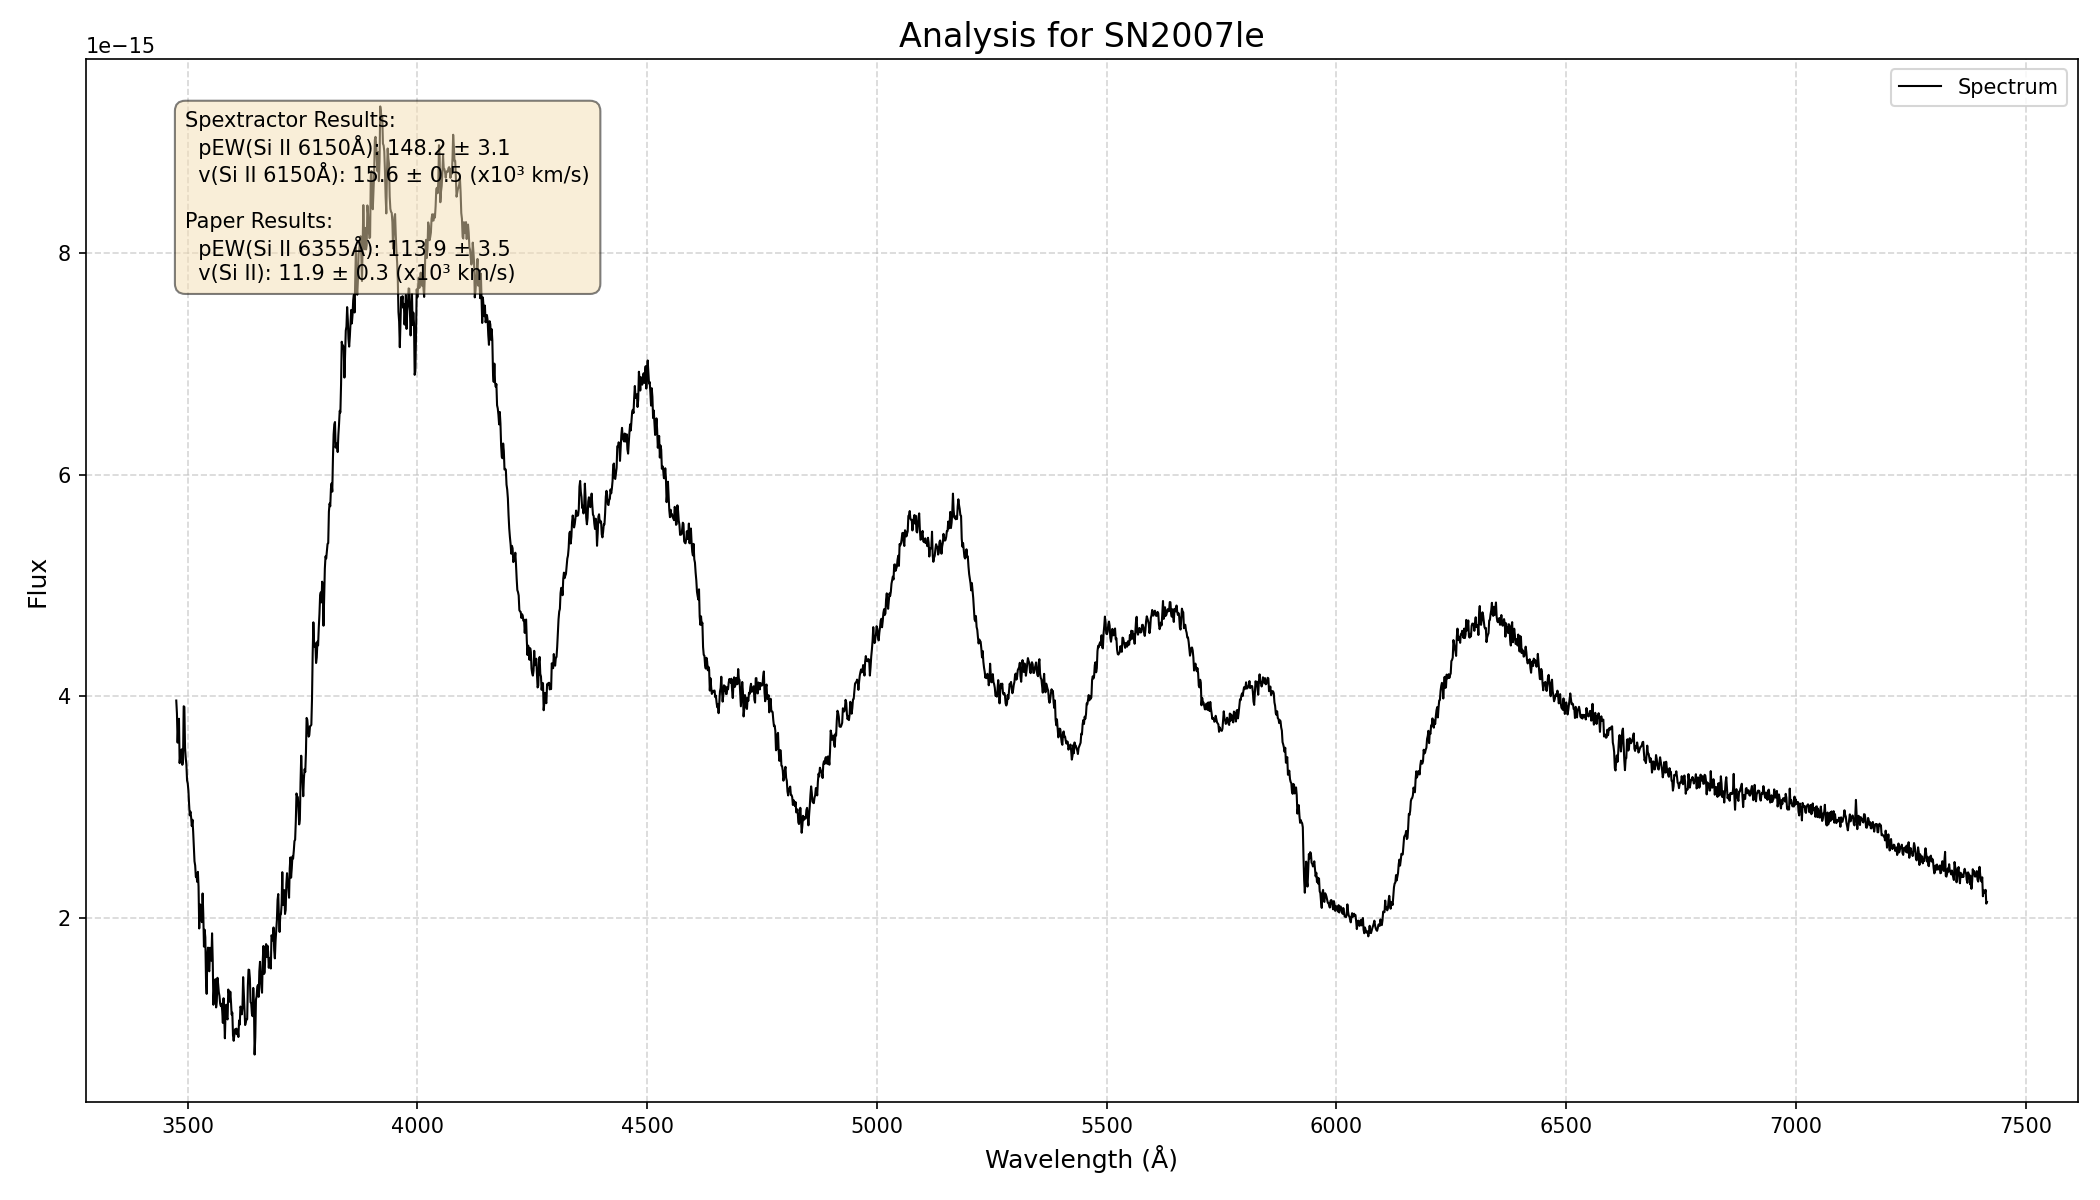 Analysis for SN2007le
1e−15
Spectrum
Spextractor Results:
pEW(Si II 6150Å): 148.2 ± 3.1
v(Si II 6150Å): 15.6 ± 0.5 (x10³ km/s)
Paper Results:
pEW(Si II 6355Å): 113.9 ± 3.5
v(Si II): 11.9 ± 0.3 (x10³ km/s)
8
6
4
2
Flux
3500 4000 4500 5000 5500 6000 6500 7000 7500
Wavelength (Å)